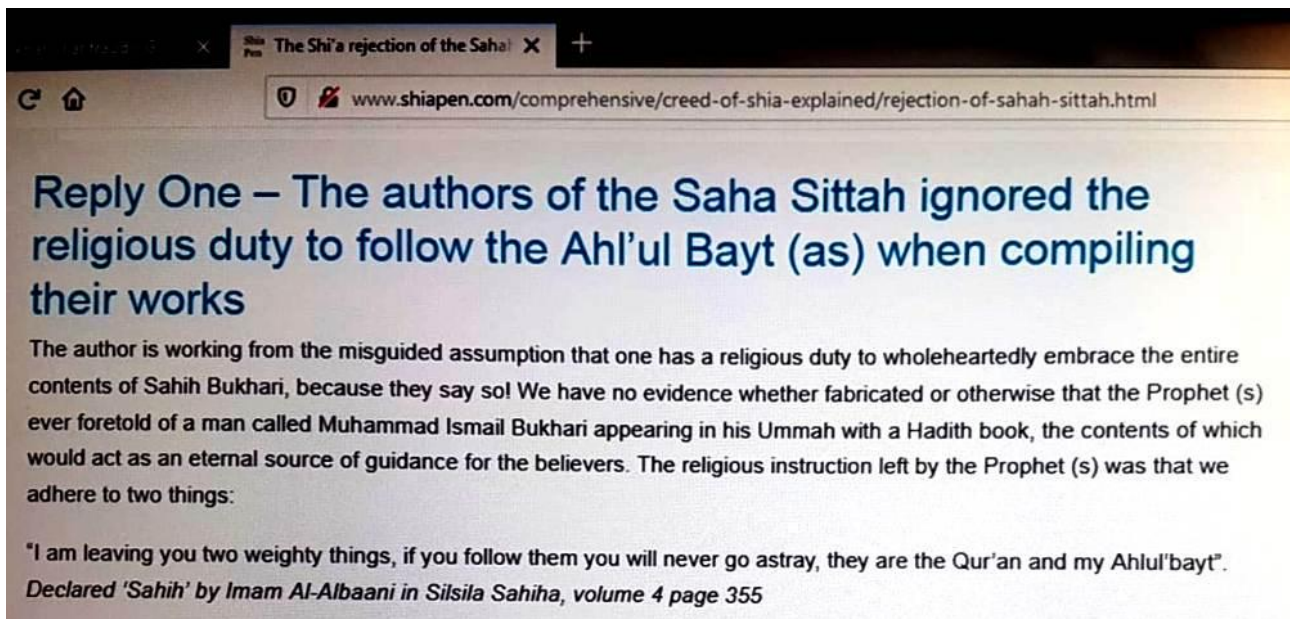 Shia Pen The Shi'a rejection of the Sahal
www.shiapen.com/comprehensive/creed-of-shia-explained/rejection-of-sahah-sittah.html
Reply One – The authors of the Saha Sittah ignored the
religious duty to follow the Ahl'ul Bayt (as) when compiling
their works
The author is working from the misguided assumption that one has a religious duty to wholeheartedly embrace the entire
contents of Sahih Bukhari, because they say so! We have no evidence whether fabricated or otherwise that the Prophet (s)
ever foretold of a man called Muhammad Ismail Bukhari appearing in his Ummah with a Hadith book, the contents of which
would act as an eternal source of guidance for the believers. The religious instruction left by the Prophet (s) was that we
adhere to two things:
"I am leaving you two weighty things, if you follow them you will never go astray, they are the Qur'an and my Ahlul'bayt".
Declared 'Sahih' by Imam Al-Albaani in Silsila Sahiha, volume 4 page 355